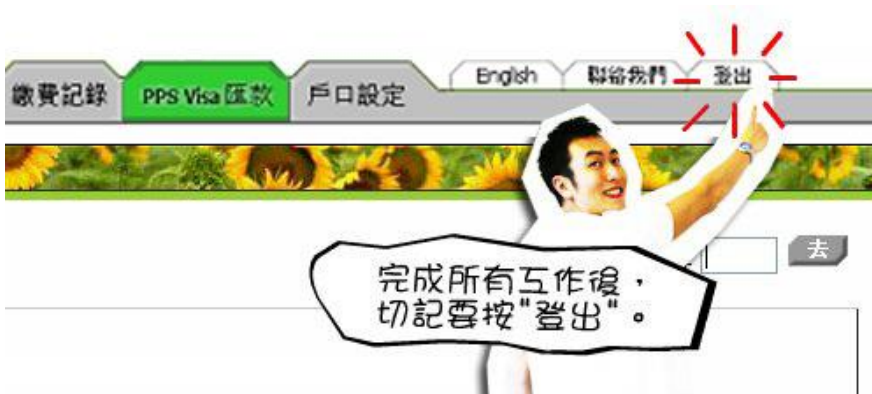 繳費記錄
PPS Visa 匯款
戶口設定
English
聯絡我們
登出
去
完成所有工作後，
切記要按"登出"。